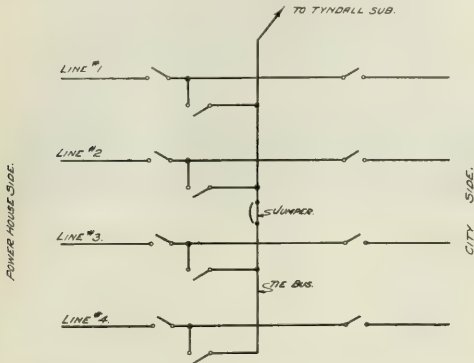 TO TYNDALL SUB.
LINE #1
LINE #2
JUMPER.
LINE #3.
TIE BUS.
LINE #4.
POWER HOUSE SIDE.
CITY SIDE.